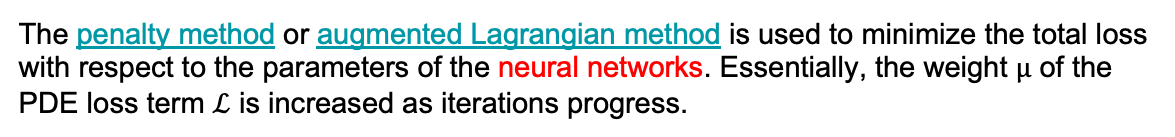 The penalty method or augmented Lagrangian method is used to minimize the total loss
with respect to the parameters of the neural networks. Essentially, the weight μ of the
PDE loss term ℒ is increased as iterations progress.